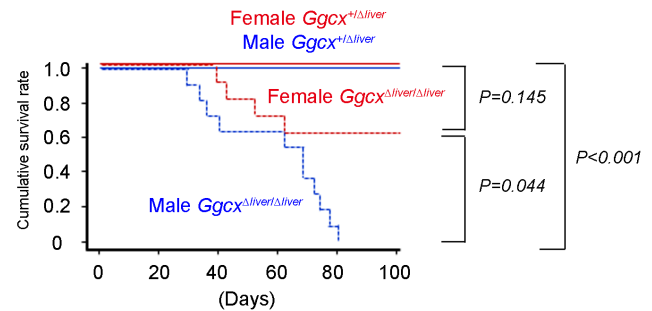 Female Ggcx+/Δliver
Male Ggcx+/Δliver
Cumulative survival rate
1.0
0.8
0.6
0.4
0.2
0
Female GgcxΔliver/Δliver
Male GgcxΔliver/Δliver
0 20 40 60 80 100
(Days)
P=0.145
P=0.044
P<0.001